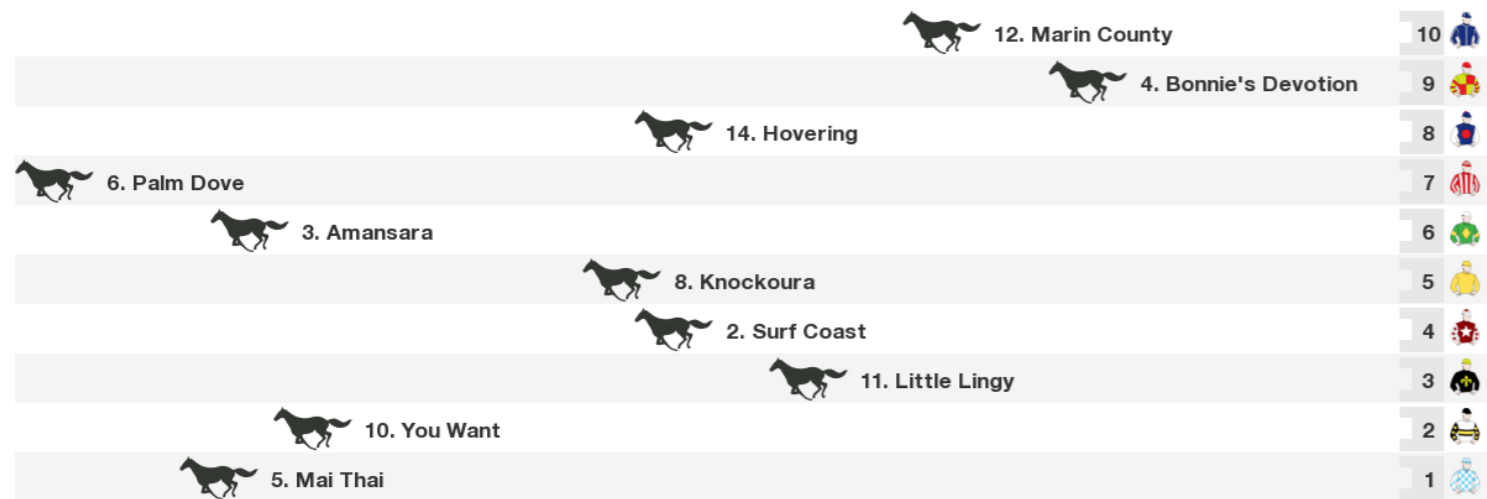 12. Marin County 10
4. Bonnie's Devotion 9
14. Hovering 8
6. Palm Dove 7
3. Amansara 6
8. Knockoura 5
2. Surf Coast 4
11. Little Lingy 3
10. You Want 2
5. Mai Thai 1